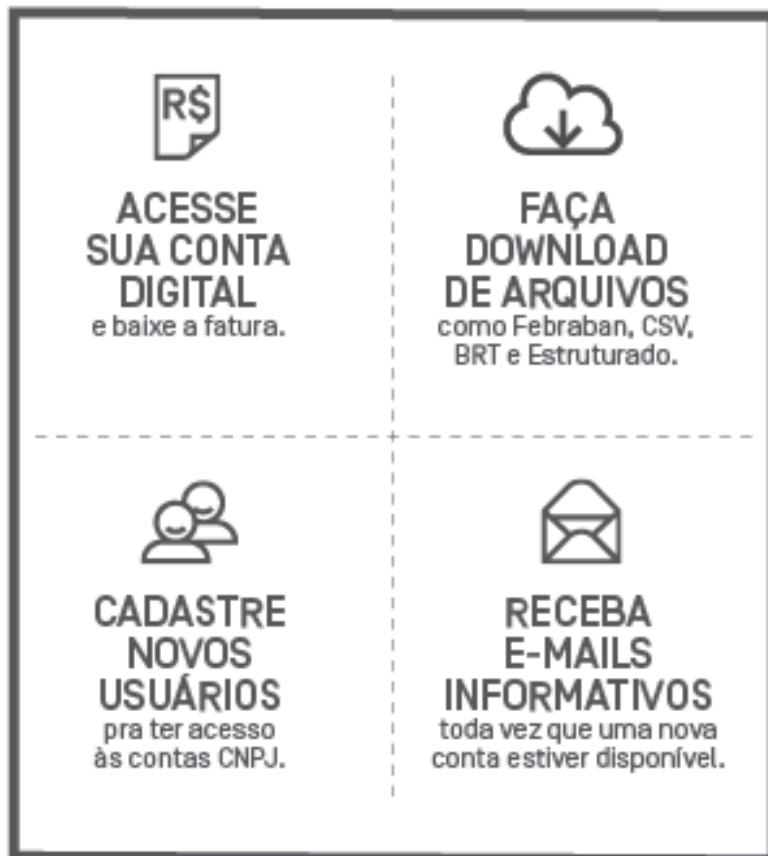 R$
ACESSE
SUA CONTA
DIGITAL
e baixe a fatura.
FAÇA
DOWNLOAD
DE ARQUIVOS
como Febraban, CSV,
BRT e Estruturado.
CADASTRE
NOVOS
USUÁRIOS
pra ter acesso
às contas CNPJ.
RECEBA
E-MAILS
INFORMATIVOS
toda vez que uma nova
conta estiver disponível.